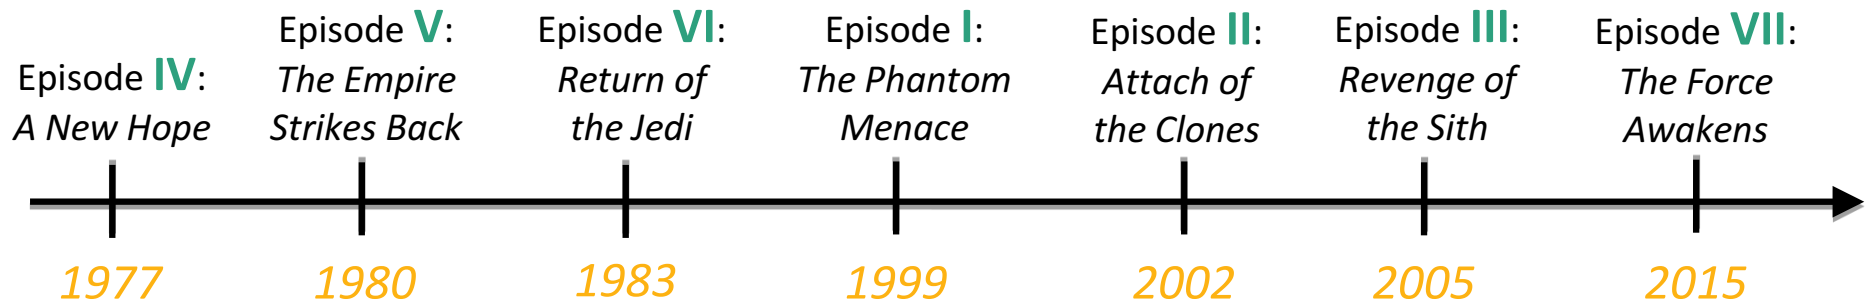 Episode IV:
A New Hope
Episode V:
The Empire
Strikes Back
Episode VI:
Return of
the Jedi
Episode I:
The Phantom
Menace
Episode II:
Attach of
the Clones
Episode III:
Revenge of
the Sith
Episode VII:
The Force
Awakens
1977
1980
1983
1999
2002
2005
2015